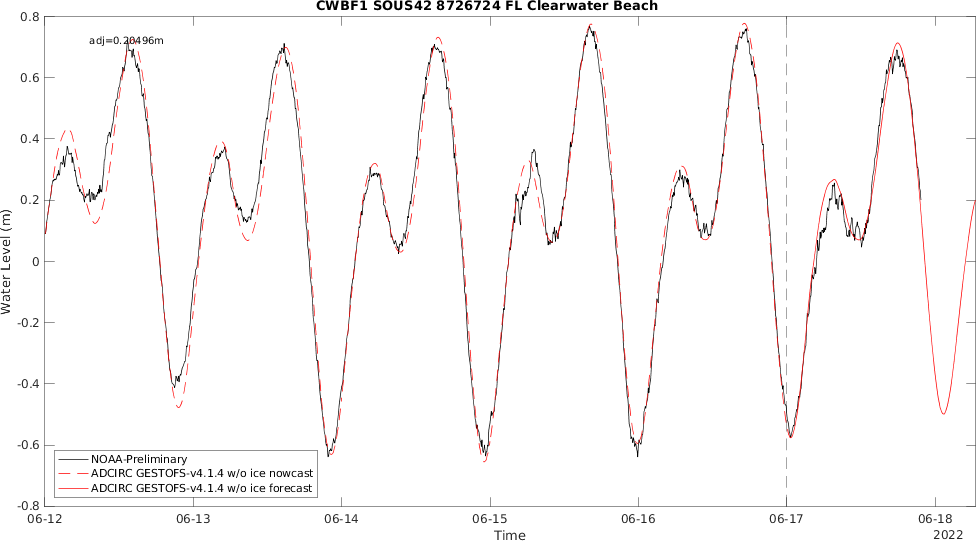 CWBF1 SOUS42 8726724 FL Clearwater Beach
adj=0.20496m
0.8
0.6
0.4
0.2
0
-0.2
-0.4
-0.6
-0.8
Water Level (m)
NOAA-Preliminary
ADCIRC GESTOFS-v4.1.4 w/o ice nowcast
ADCIRC GESTOFS-v4.1.4 w/o ice forecast
06-12 06-13 06-14 06-15 06-16 06-17 06-18
Time
2022